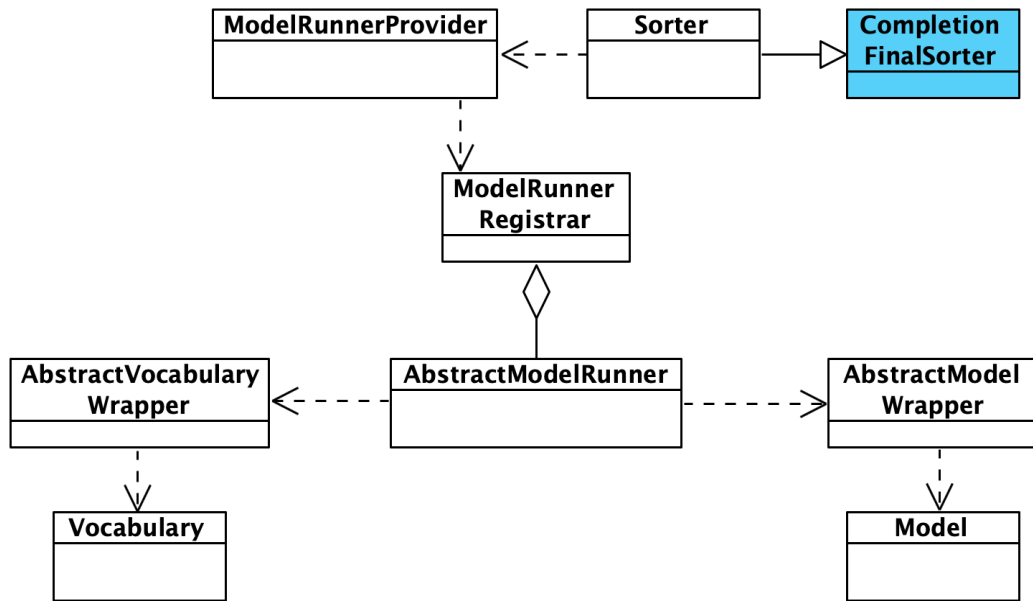 ModelRunnerProvider
Sorter
Completion
FinalSorter
ModelRunner
Registrar
AbstractVocabulary
Wrapper
AbstractModelRunner
AbstractModel
Wrapper
Vocabulary
Model